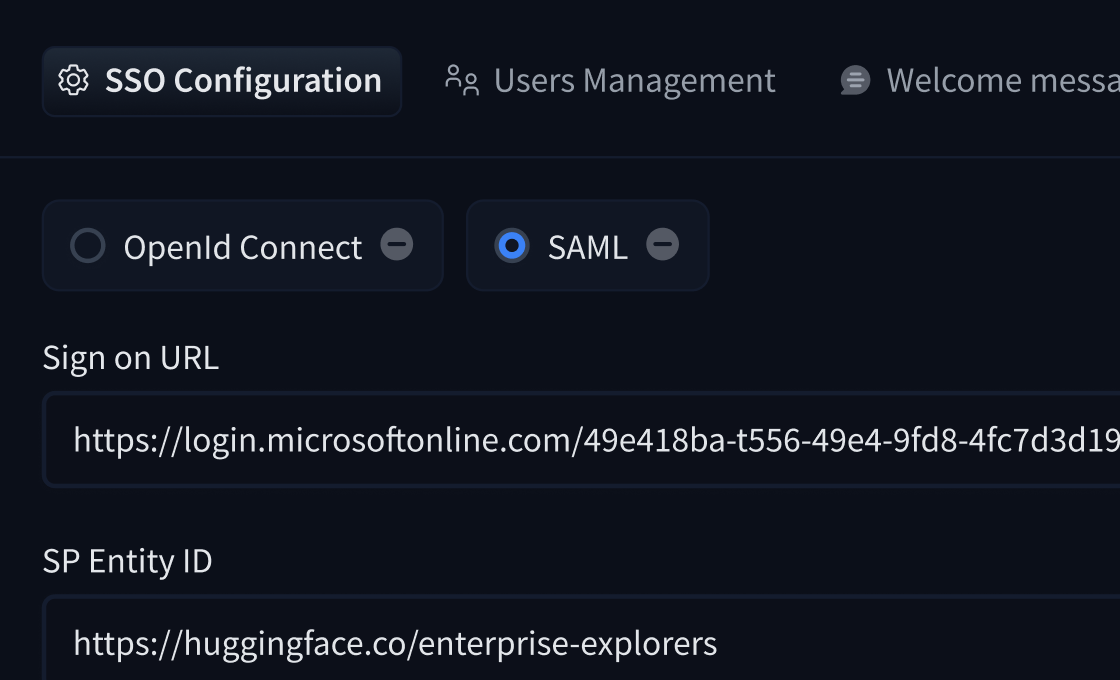 SSO Configuration Users Management Welcome messa
OpenId Connect SAML
Sign on URL
https://login.microsoftonline.com/49e418ba-t556-49e4-9fd8-4fc7d3d19
SP Entity ID
https://huggingface.co/enterprise-explorers